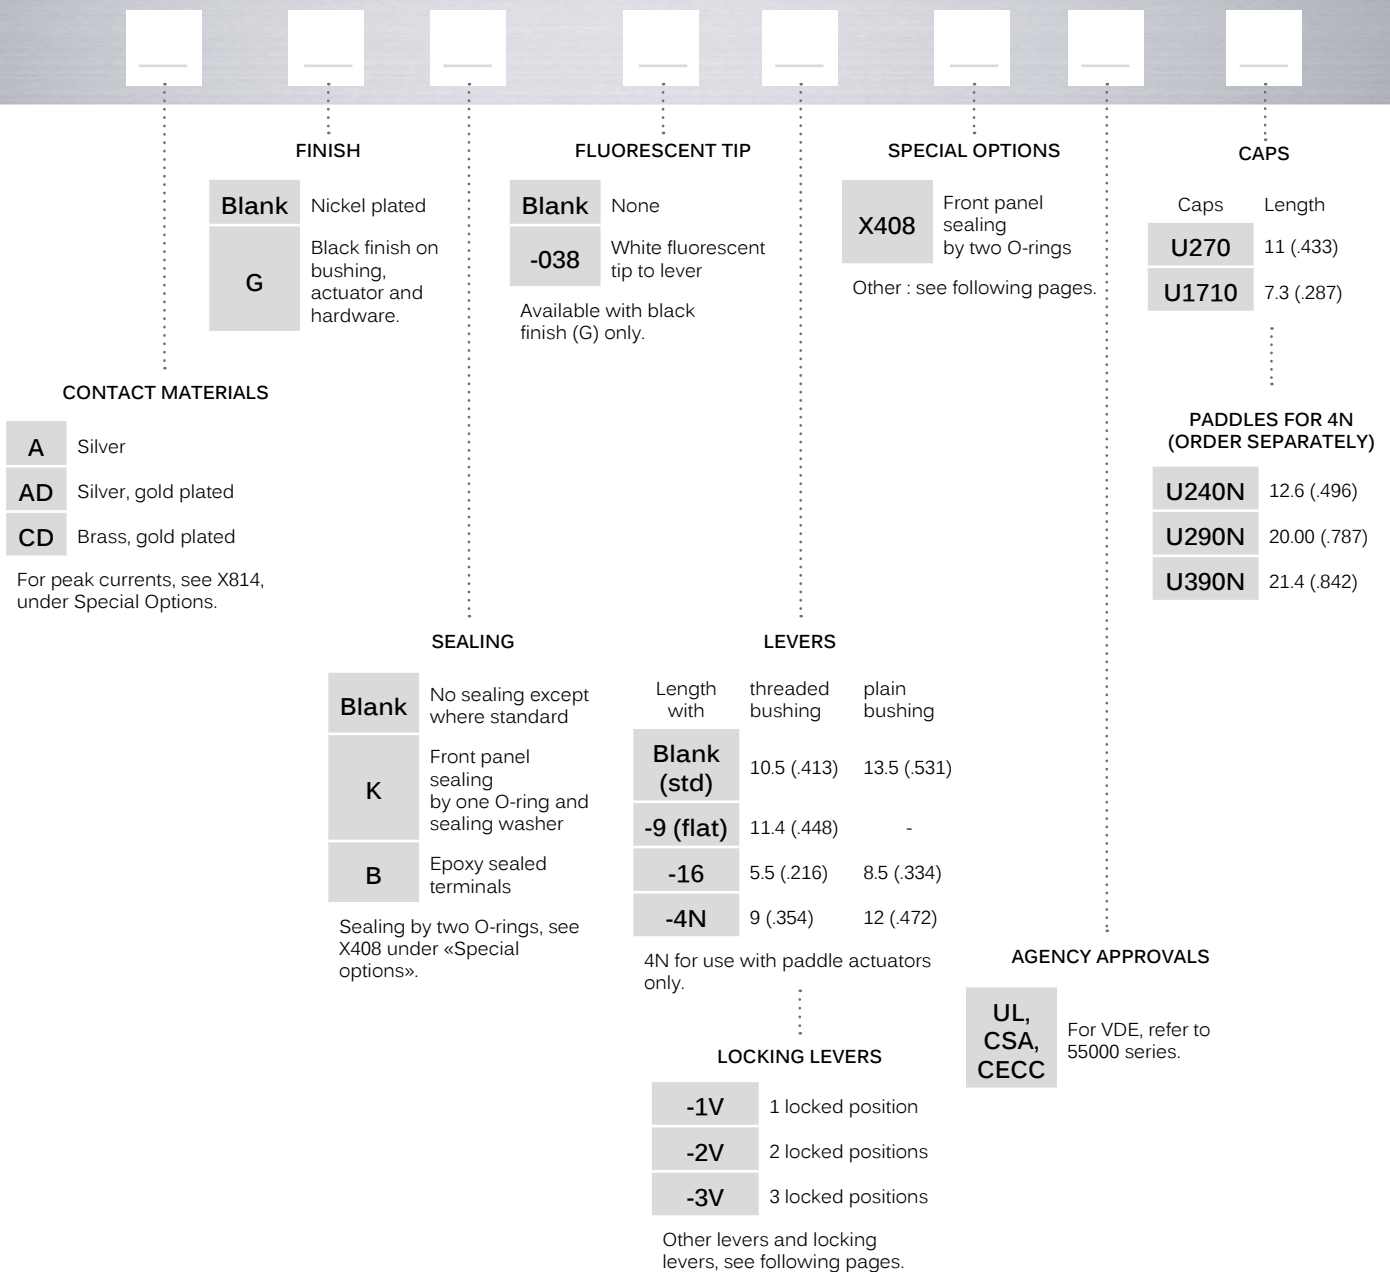 FINISH
Blank Nickel plated
G
Black finish on
bushing,
actuator and
hardware.
FLUORESCENT TIP
Blank None
-038
White fluorescent
tip to lever
Available with black
finish (G) only.
SPECIAL OPTIONS
X408
Front panel
sealing
by two O-rings
Other : see following pages.
CAPS
Caps Length
U270 11 (.433)
U1710 7.3 (.287)
PADDLES FOR 4N
(ORDER SEPARATELY)
U240N 12.6 (.496)
U290N 20.00 (.787)
U390N 21.4 (.842)
CONTACT MATERIALS
A Silver
AD Silver, gold plated
CD Brass, gold plated
For peak currents, see X814,
under Special Options.
SEALING
Blank
No sealing except
where standard
K
Front panel
sealing
by one O-ring and
sealing washer
B
Epoxy sealed
terminals
Sealing by two O-rings, see
X408 under «Special
options».
LEVERS
Length
with
threaded
bushing
plain
bushing
Blank
(std)
10.5 (.413) 13.5 (.531)
-9 (flat) 11.4 (.448) -
-16 5.5 (.216) 8.5 (.334)
-4N 9 (.354) 12 (.472)
4N for use with paddle actuators
only.
LOCKING LEVERS
-1V 1 locked position
-2V 2 locked positions
-3V 3 locked positions
Other levers and locking
levers, see following pages.
AGENCY APPROVALS
UL,
CSA,
CECC
For VDE, refer to
55000 series.